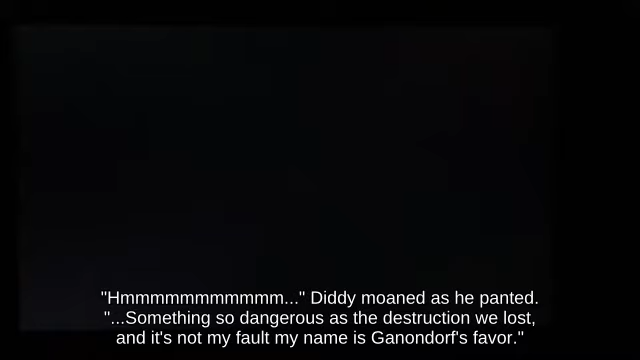 "Hmmmmmmmmmmm..." Diddy moaned as he panted.
"...Something so dangerous as the destruction we lost,
and it's not my fault my name is Ganondorf's favor."